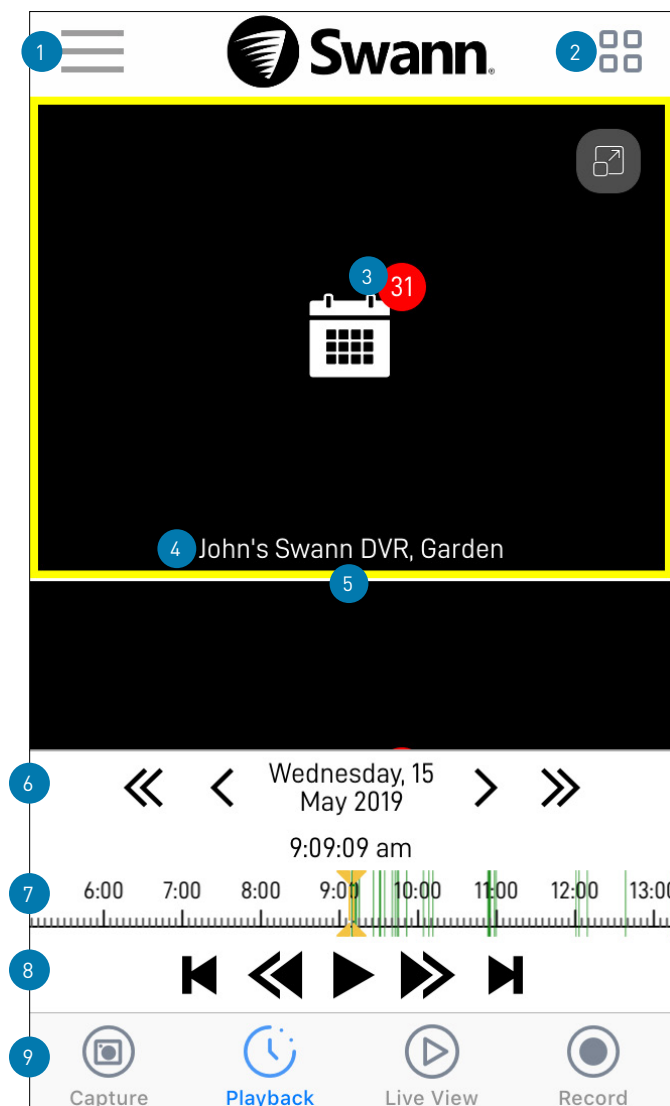 1
Swann
2
3
31
4
John's Swann DVR, Garden
5
6
Wednesday, 15
May 2019
9:09:09 am
7
6:00 7:00 8:00 9:00 10:00 11:00 12:00 13:00
8
9
Capture Playback Live View Record